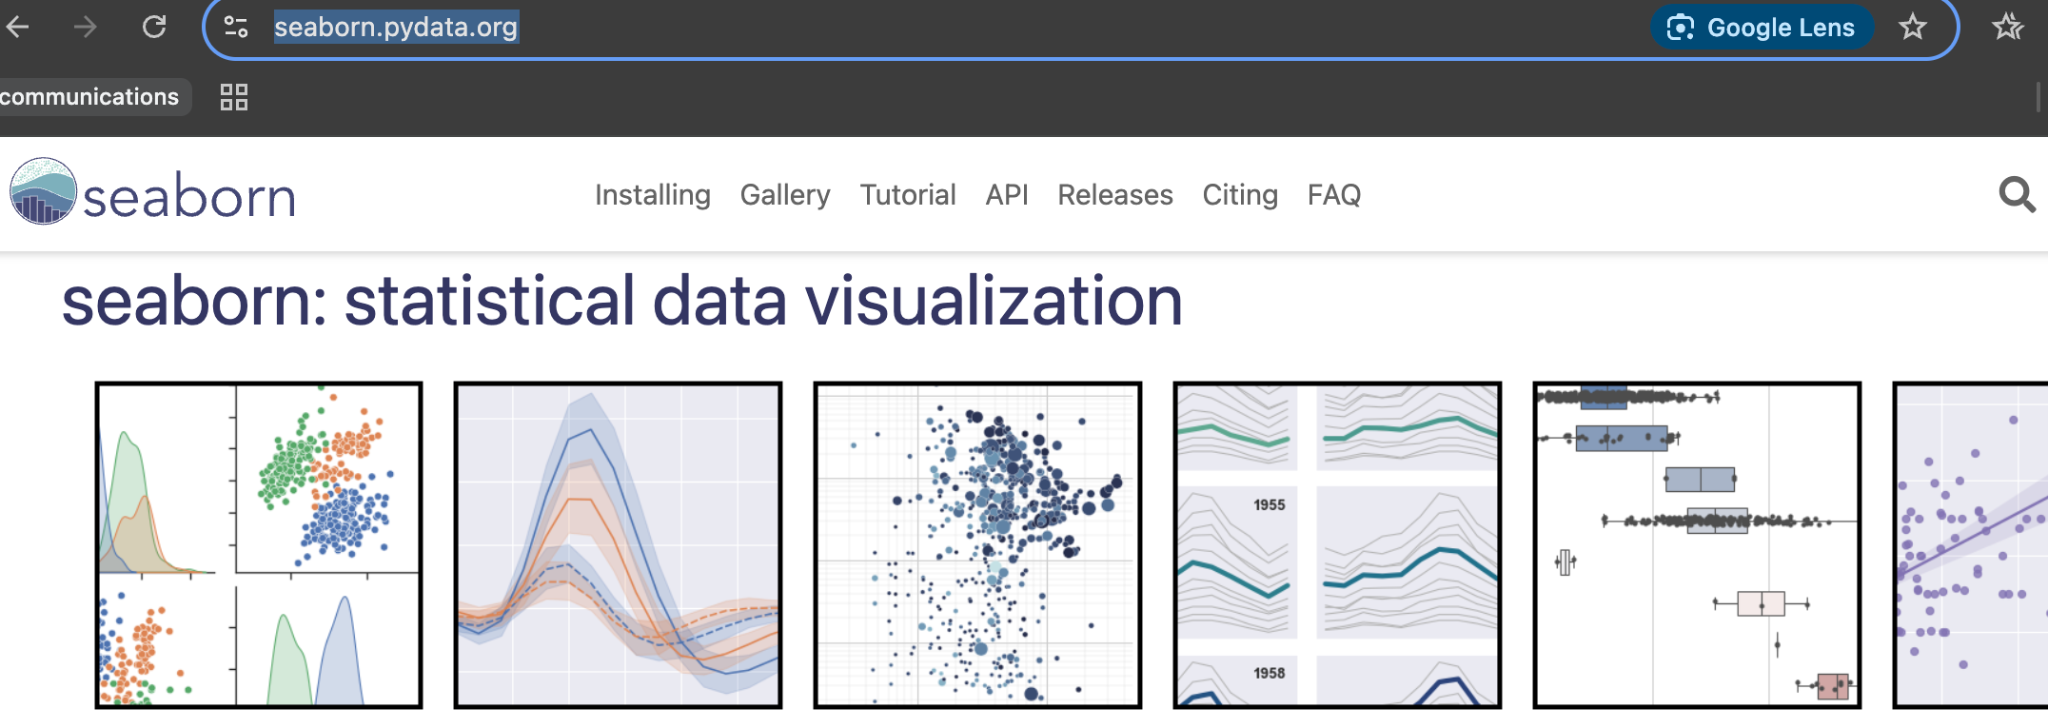 seaborn.pydata.org Google Lens
communications
seaborn Installing Gallery Tutorial API Releases Citing FAQ
seaborn: statistical data visualization
1955
1958